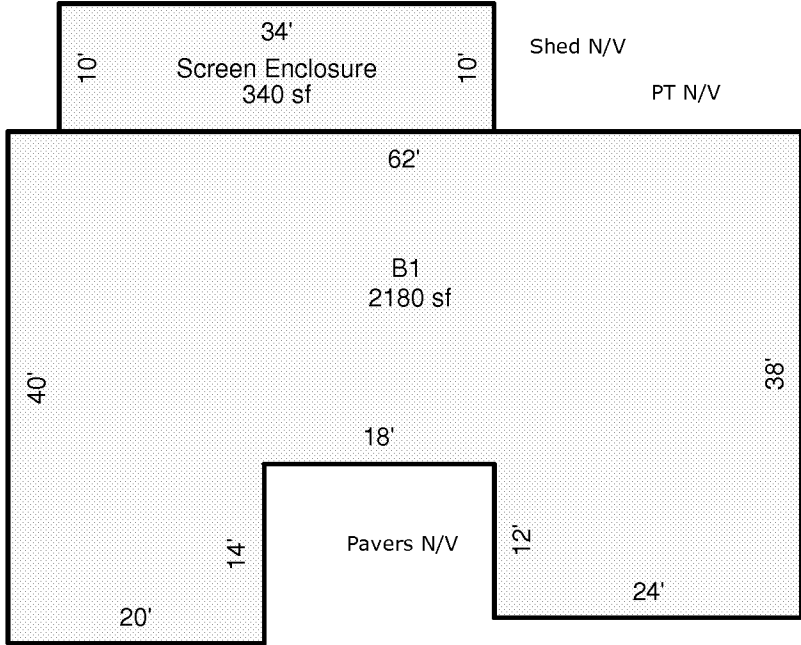 34'
10'
Screen Enclosure
340 sf
10'
Shed N/V
PT N/V
62'
B1
2180 sf
40'
38'
18'
14'
Pavers N/V
12'
20'
24'